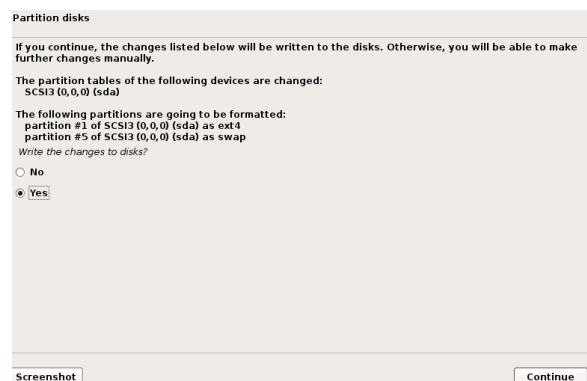 Partition disks
If you continue, the changes listed below will be written to the disks. Otherwise, you will be able to make
further changes manually.
The partition tables of the following devices are changed:
SCSI3 (0,0,0) (sda)
The following partitions are going to be formatted:
partition #1 of SCSI3 (0,0,0) (sda) as ext4
partition #5 of SCSI3 (0,0,0) (sda) as swap
Write the changes to disks?
No
Yes
Screenshot
Continue